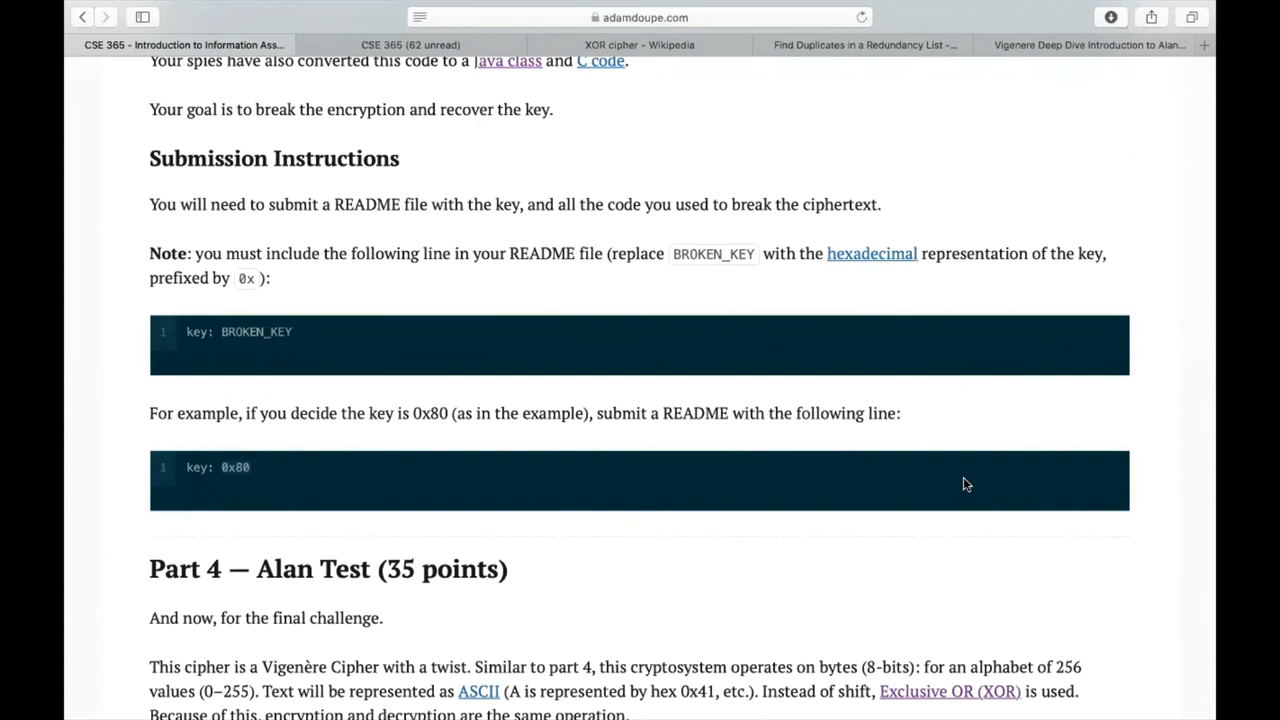 adamdoupe.com
CSE 365 - Introduction to Information Ass...
CSE 365 (62 unread)
XOR cipher - Wikipedia
Find Duplicates in a Redundancy List -...
Vigenere Deep Dive Introduction to Alan...
Your spies have also converted this code to a Java class and C code.
Your goal is to break the encryption and recover the key.
Submission Instructions
You will need to submit a README file with the key, and all the code you used to break the ciphertext.
Note: you must include the following line in your README file (replace BROKEN_KEY with the hexadecimal representation of the key,
prefixed by 0x ):
1 key: BROKEN_KEY
For example, if you decide the key is 0x80 (as in the example), submit a README with the following line:
1 key: 0x80
Part 4 — Alan Test (35 points)
And now, for the final challenge.
This cipher is a Vigenère Cipher with a twist. Similar to part 4, this cryptosystem operates on bytes (8-bits): for an alphabet of 256
values (0–255). Text will be represented as ASCII (A is represented by hex 0x41, etc.). Instead of shift, Exclusive OR (XOR) is used.
Because of this, encryption and decryption are the same operation.